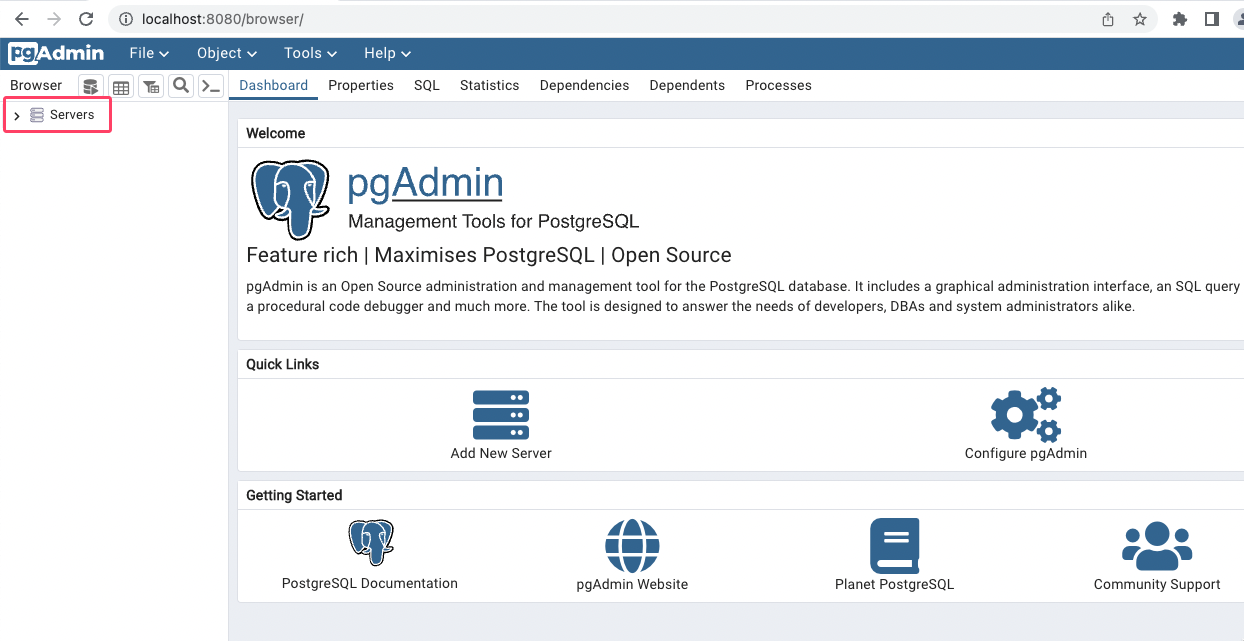 localhost:8080/browser/
pgAdmin File Object Tools Help
Browser Dashboard Properties SQL Statistics Dependencies Dependents Processes
Servers
Welcome
pgAdmin
Management Tools for PostgreSQL
Feature rich | Maximises PostgreSQL | Open Source
pgAdmin is an Open Source administration and management tool for the PostgreSQL database. It includes a graphical administration interface, an SQL query
a procedural code debugger and much more. The tool is designed to answer the needs of developers, DBAs and system administrators alike.
Quick Links
Add New Server Configure pgAdmin
Getting Started
PostgreSQL Documentation pgAdmin Website Planet PostgreSQL Community Support